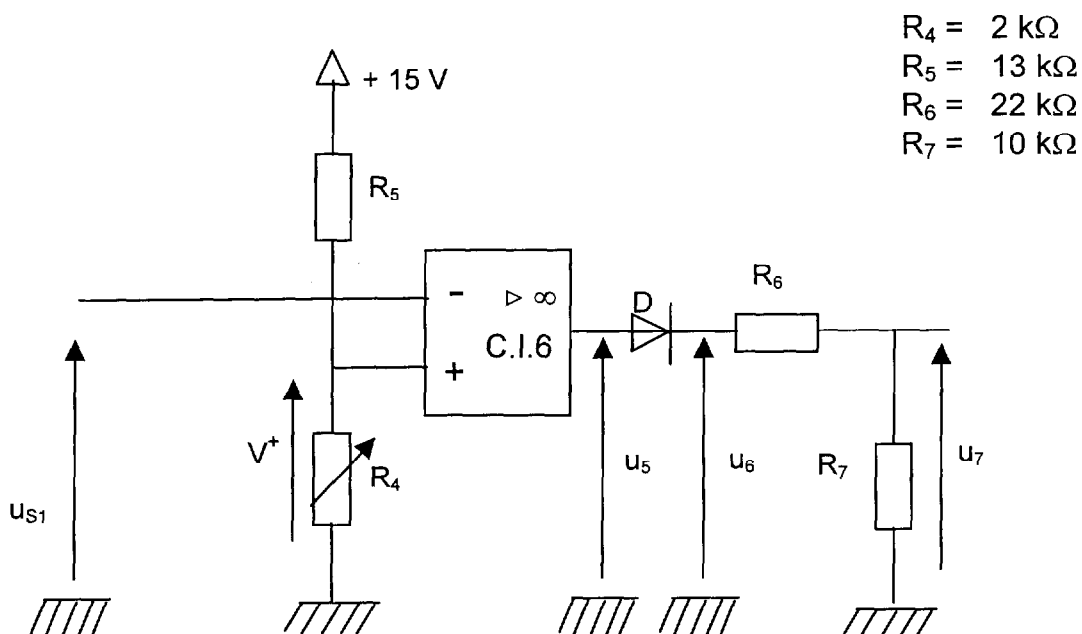 R₄ = 2 kΩ
R₅ = 13 kΩ
R₆ = 22 kΩ
R₇ = 10 kΩ
+ 15 V
R₅
R₆
- ▷ ∞
D
C.I.6
+
V⁺
R₄
u₅
u₆
R₇
u₇
uS1